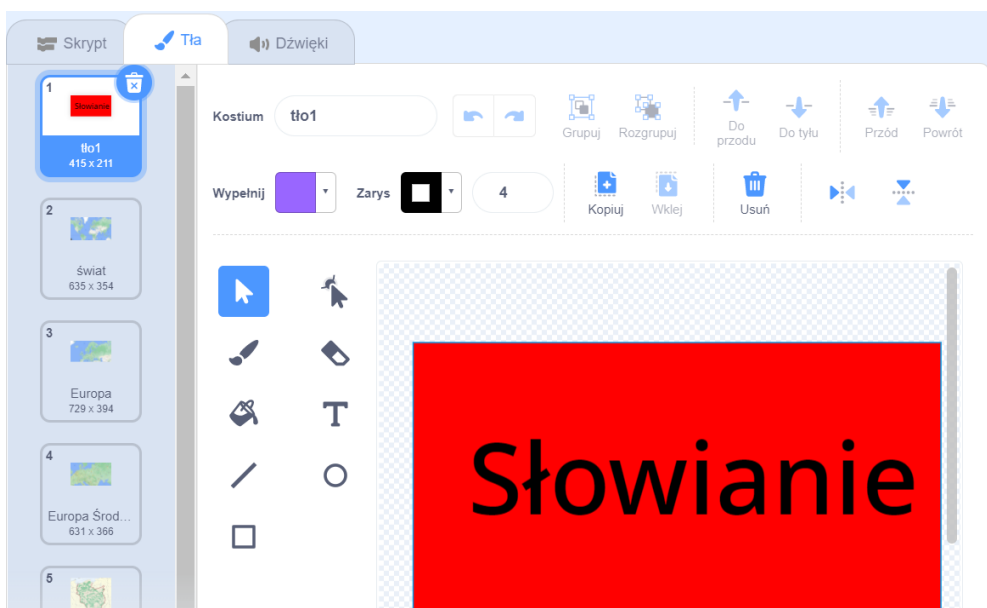 Skrypt
Tła
Dźwięki
1
Słowianie
tło1
415 x 211
2
świat
635 x 354
3
Europa
729 x 394
4
Europa Środ...
631 x 366
5
Kostium
tło1
Grupuj
Rozgrupuj
Do
przodu
Do tyłu
Przód
Powrót
Wypełnij
Zarys
4
Kopiuj
Wklej
Usuń
T
Słowianie